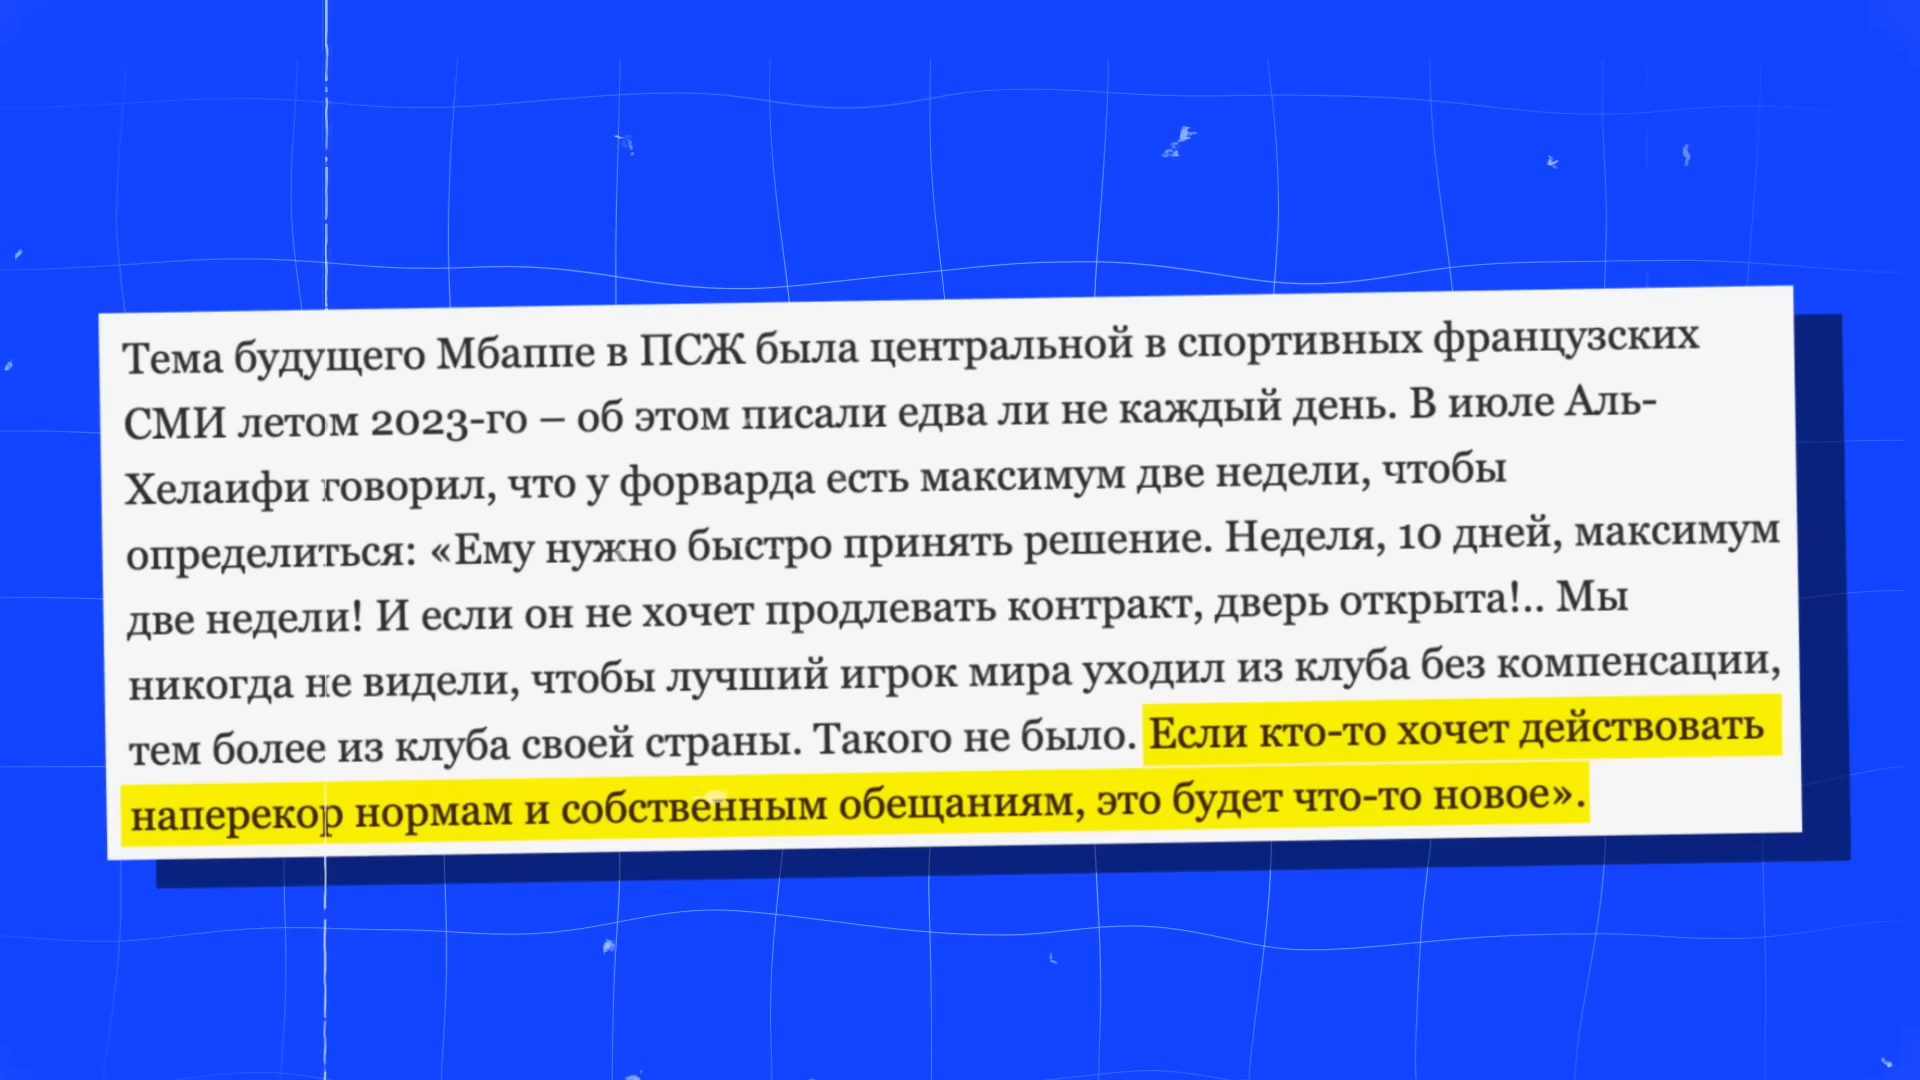 Тема будущего Мбаппе в ПСЖ была центральной в спортивных французских
СМИ летом 2023-го – об этом писали едва ли не каждый день. В июле Аль-
Хелаифи говорил, что у форварда есть максимум две недели, чтобы
определиться: «Ему нужно быстро принять решение. Неделя, 10 дней, максимум
две недели! И если он не хочет продлевать контракт, дверь открыта!.. Мы
никогда не видели, чтобы лучший игрок мира уходил из клуба без компенсации,
тем более из клуба своей страны. Такого не было. Если кто-то хочет действовать
наперекор нормам и собственным обещаниям, это будет что-то новое».